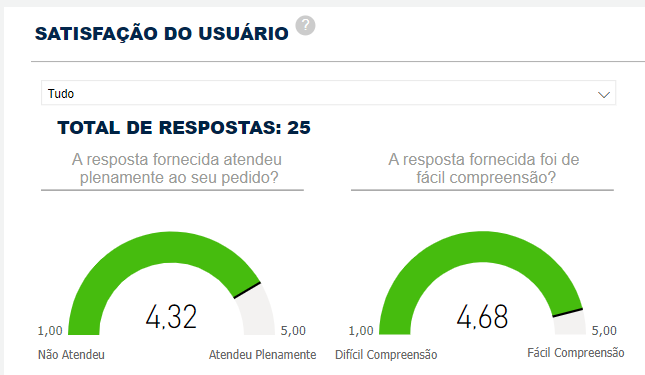 SATISFAÇÃO DO USUÁRIO ?
Tudo
TOTAL DE RESPOSTAS: 25
A resposta fornecida atendeu
plenamente ao seu pedido?
4,32
1,00
5,00
Não Atendeu
Atendeu Plenamente
A resposta fornecida foi de
fácil compreensão?
4,68
1,00
5,00
Difícil Compreensão
Fácil Compreensão